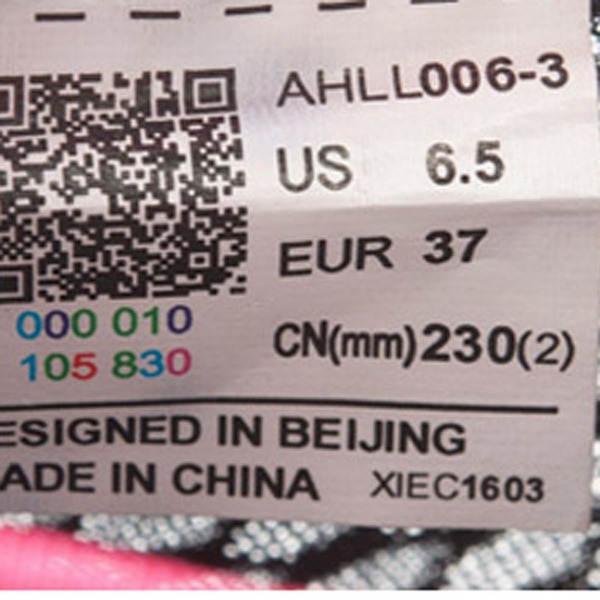 AHLL006-3
US 6.5
EUR 37
CN(mm)230(2)
000 010
105 830
ESIGNED IN BEIJING
ADE IN CHINA XIEC1603